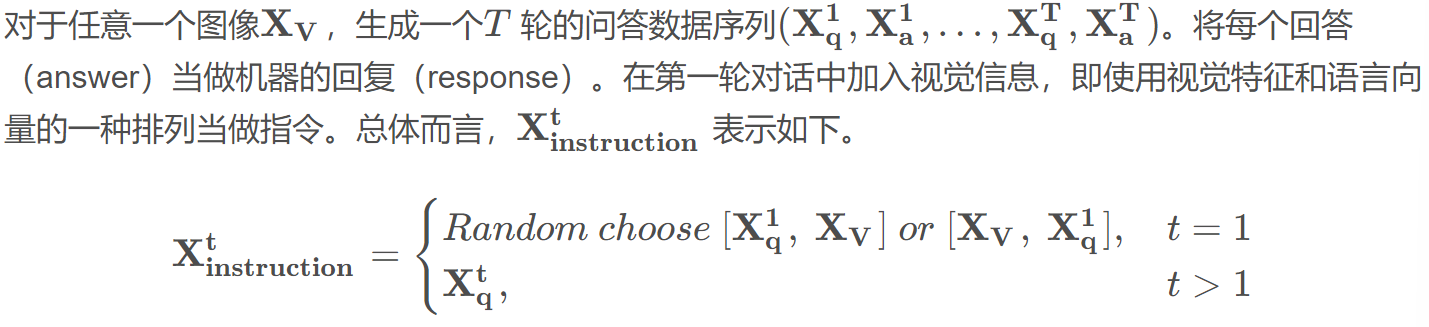 对于任意一个图像$\mathbf{X_V}$，生成一个$T$ 轮的问答数据序列$(\mathbf{X_q^1}, \mathbf{X_a^1}, \ldots, \mathbf{X_q^T}, \mathbf{X_a^T})$。将每个回答
（answer）当做机器的回复（response）。在第一轮对话中加入视觉信息，即使用视觉特征和语言向
量的一种排列当做指令。总体而言，$\mathbf{X_{instruction}^t}$ 表示如下。
$\mathbf{X_{instruction}^t} = \begin{cases} Random\ choose\ [\mathbf{X_q^1},\ \mathbf{X_V}]\ or\ [\mathbf{X_V},\ \mathbf{X_q^1}], & t = 1 \\ \mathbf{X_q^t}, & t > 1 \end{cases}$